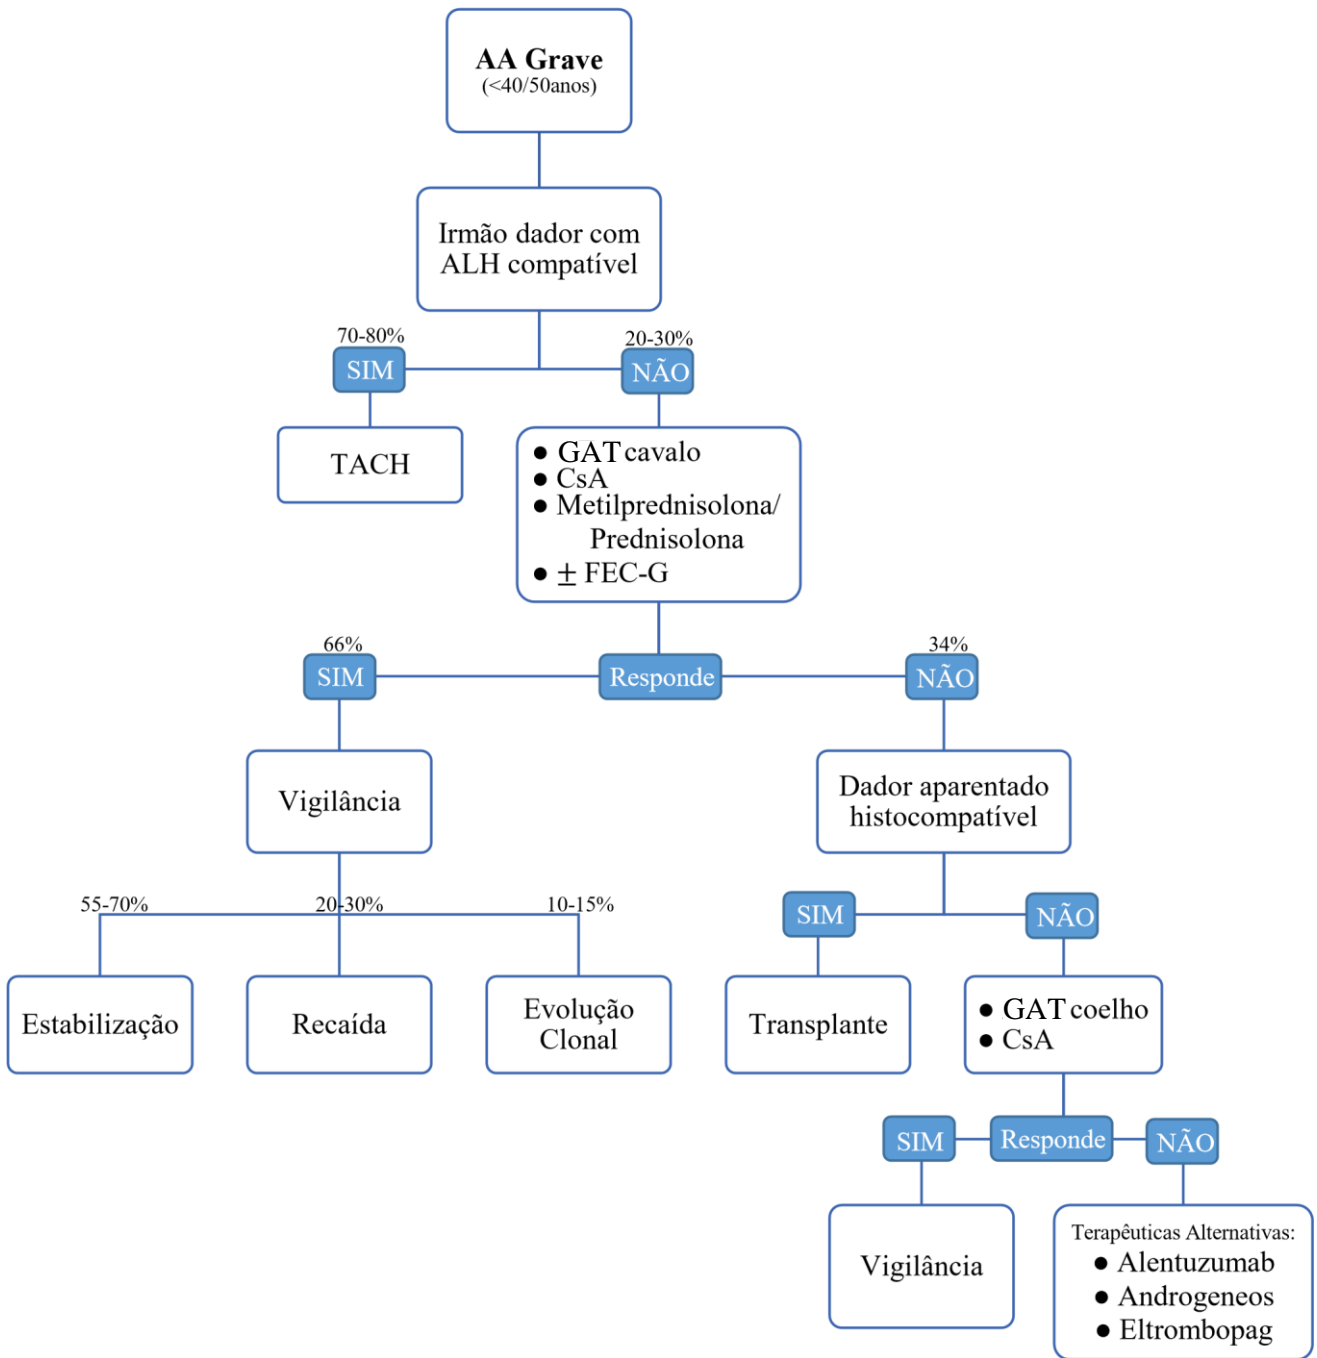 AA Grave
(<40/50anos)
Irmão dador com
ALH compatível
70-80%
20-30%
SIM
NÃO
TACH
● GAT cavalo
● CsA
● Metilprednisolona/
Prednisolona
● ± FEC-G
66%
34%
SIM
Responde
NÃO
Vigilância
Dador aparentado
histocompatível
55-70%
20-30%
10-15%
SIM
NÃO
Estabilização
Recaída
Evolução
Clonal
Transplante
● GAT coelho
● CsA
SIM
Responde
NÃO
Vigilância
Terapêuticas Alternativas:
● Alentuzumab
● Androgeneos
● Eltrombopag